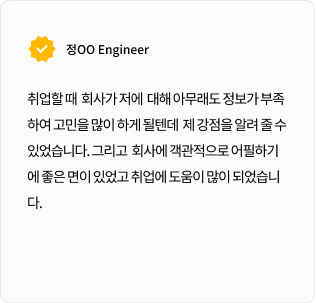 정OO Engineer
취업할 때 회사가 저에 대해 아무래도 정보가 부족
하여 고민을 많이 하게 될텐데 제 강점을 알려 줄 수
있었습니다. 그리고 회사에 객관적으로 어필하기
에 좋은 면이 있었고 취업에 도움이 많이 되었습니
다.